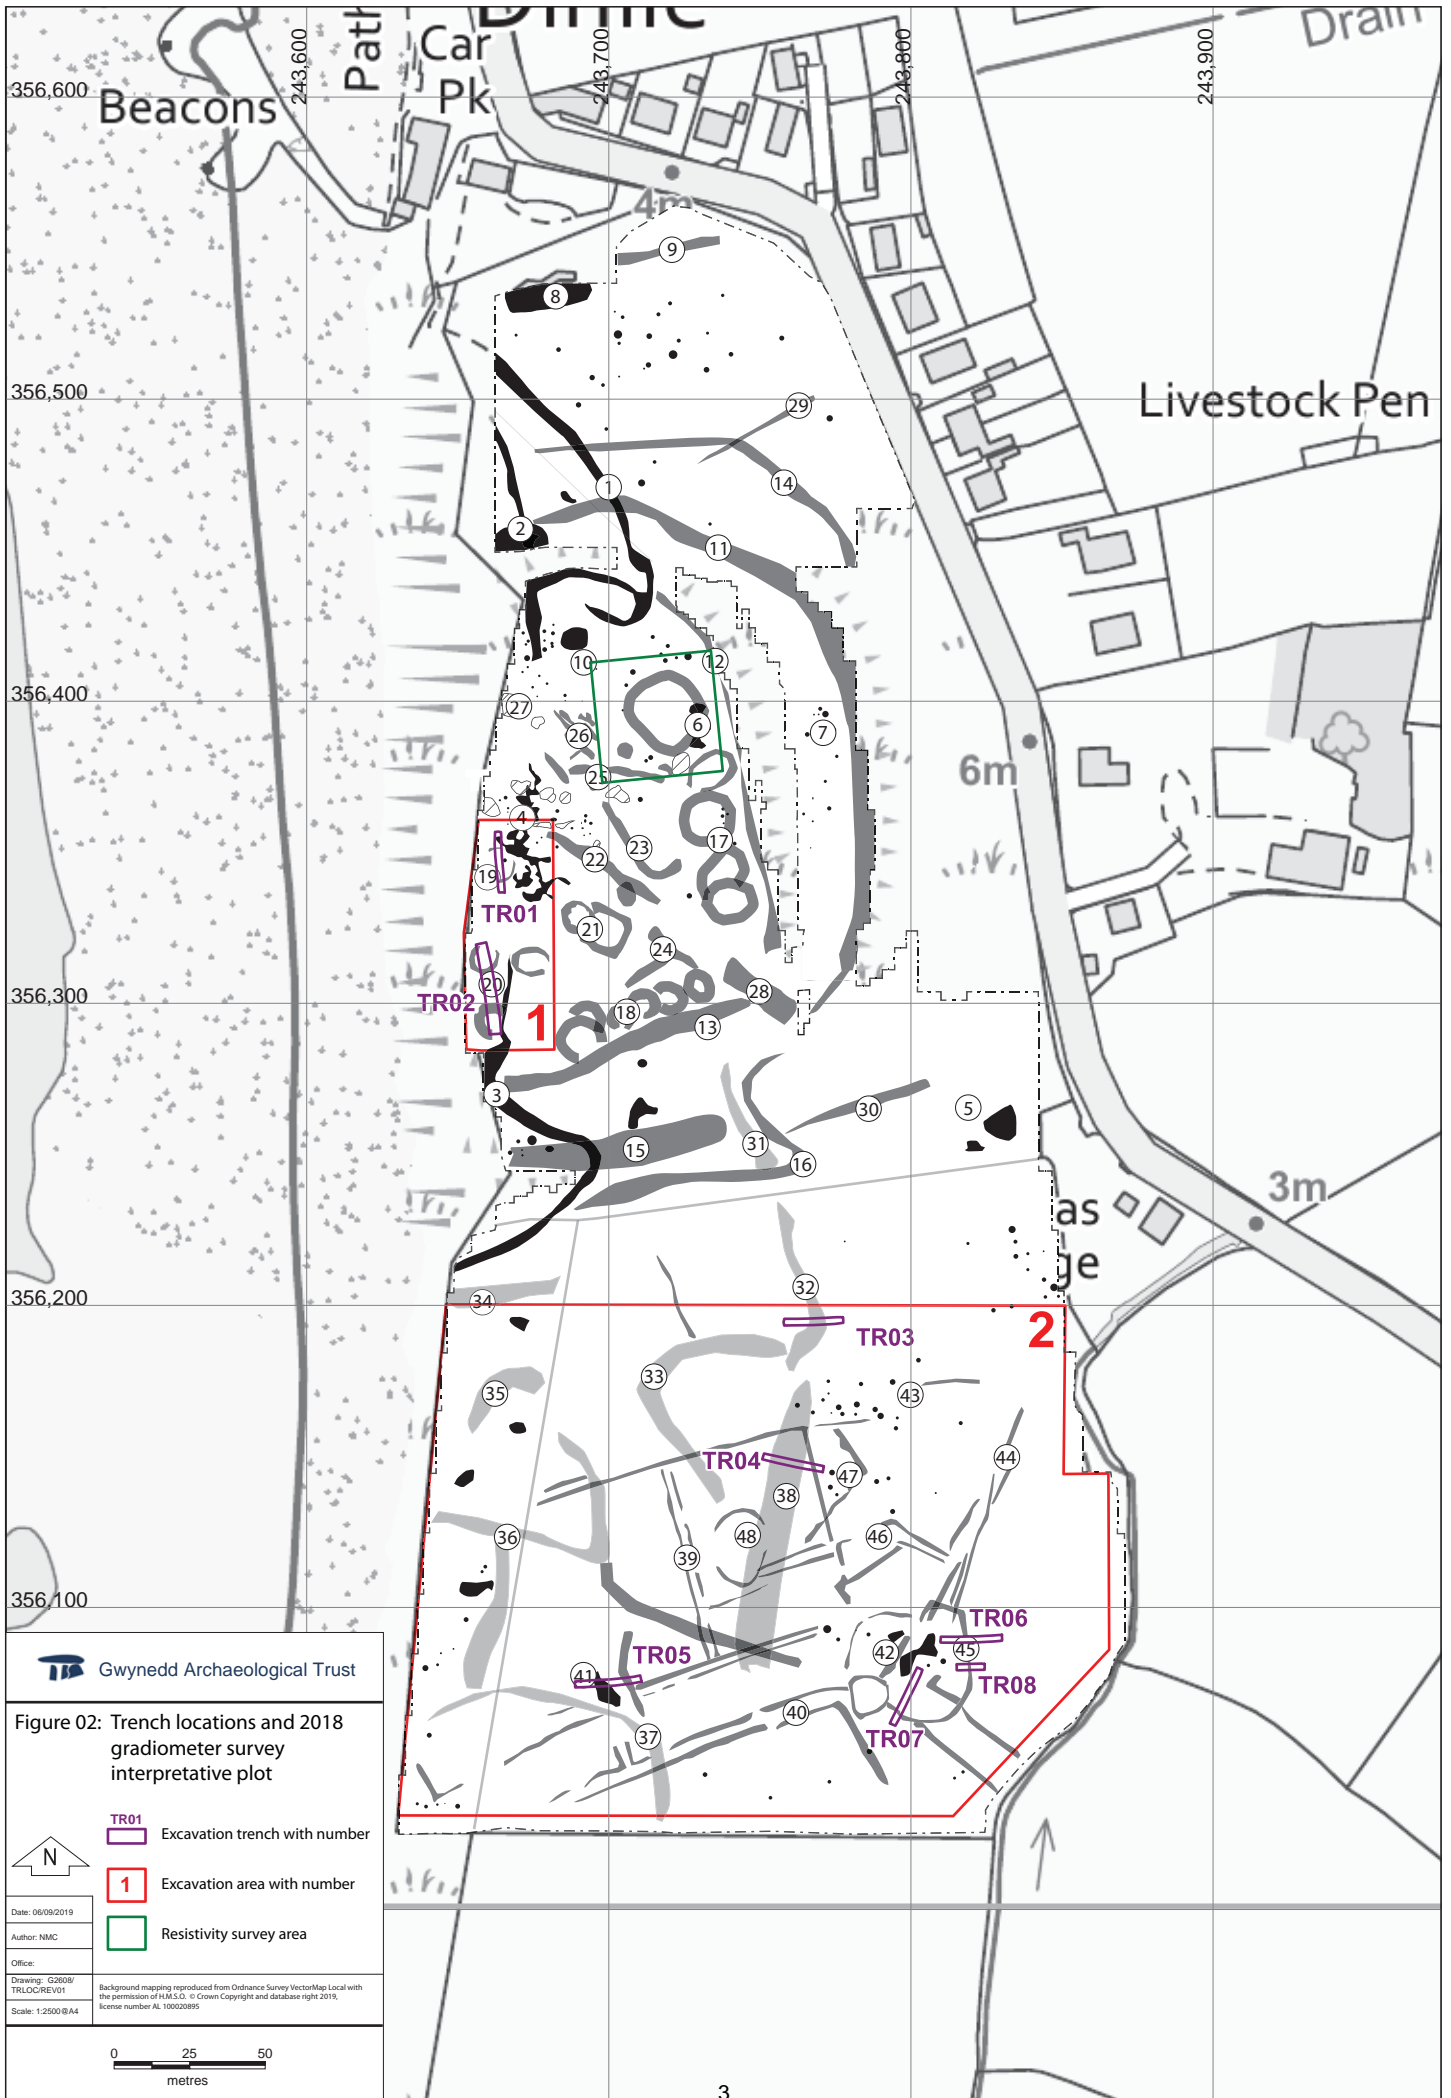 Dinlle
Drain
Path
Car
Pk
Beacons
243,600
243,700
243,800
243,900
356,600
4m
9
8
356,500
29
Livestock Pen
1
14
2
11
10
12
356,400
27
6
7
26
6m
25
4
17
23
22
19
TR01
21
24
20
28
TR02
356,300
18
1
13
3
5
30
15
31
16
3m
as
ge
32
34
356,200
2
TR03
33
35
43
44
TR04
47
38
36
48
46
39
356,100
TR06
42
45
41
TR05
TR08
40
37
TR07
Gwynedd Archaeological Trust
Figure 02: Trench locations and 2018
gradiometer survey
interpretative plot
TR01
Excavation trench with number
N
1
Excavation area with number
Resistivity survey area
Date: 06/09/2019
Author: NMC
Office:
Drawing: G2608/
TRLOC/REV01
Scale: 1:2500@A4
Background mapping reproduced from Ordnance Survey VectorMap Local with
the permission of H.M.S.O. © Crown Copyright and database right 2019,
license number AL 100020895
0 25 50
metres
3